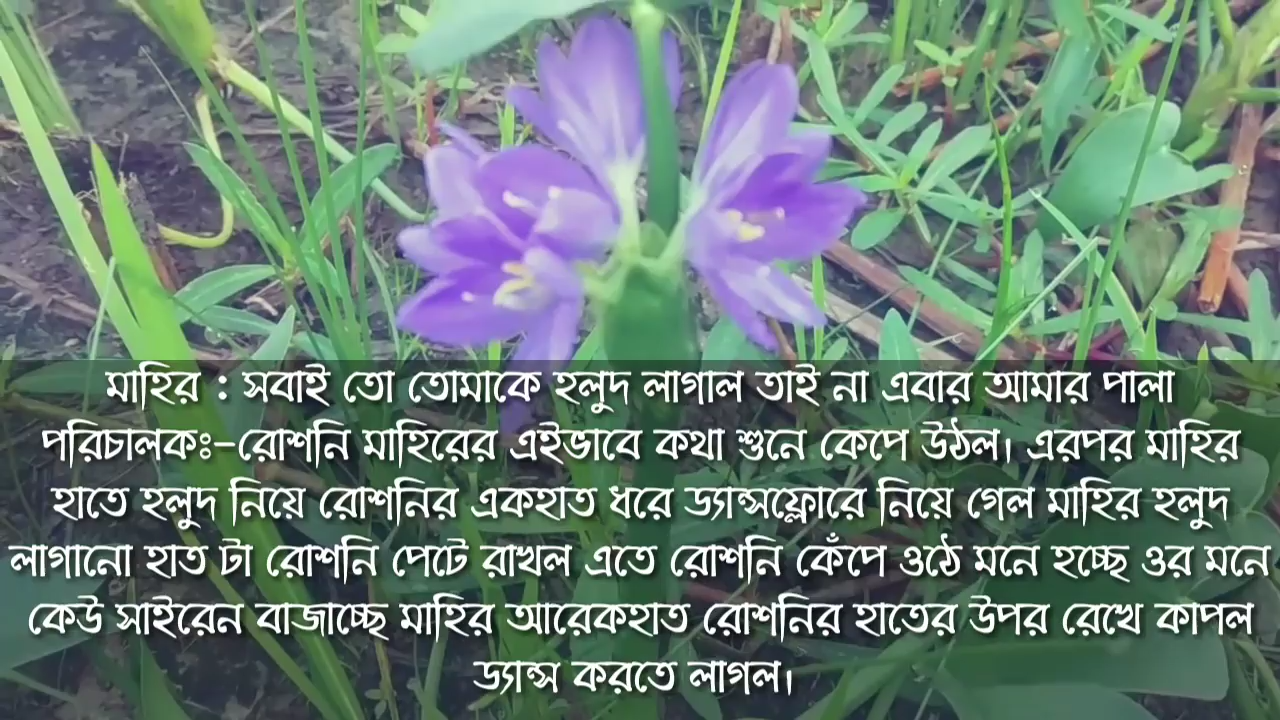 মাহির : সবাই তো তোমাকে হলুদ লাগাল তাই না এবার আমার পালা
পরিচালকঃ-রোশনি মাহিরের এইভাবে কথা শুনে কেপে উঠল। এরপর মাহির
হাতে হলুদ নিয়ে রোশনির একহাত ধরে ড্যান্সফ্লোরে নিয়ে গেল মাহির হলুদ
লাগানো হাত টা রোশনি পেটে রাখল এতে রোশনি কেঁপে ওঠে মনে হচ্ছে ওর মনে
কেউ সাইরেন বাজাচ্ছে মাহির আরেকহাত রোশনির হাতের উপর রেখে কাপল
ড্যান্স করতে লাগল।